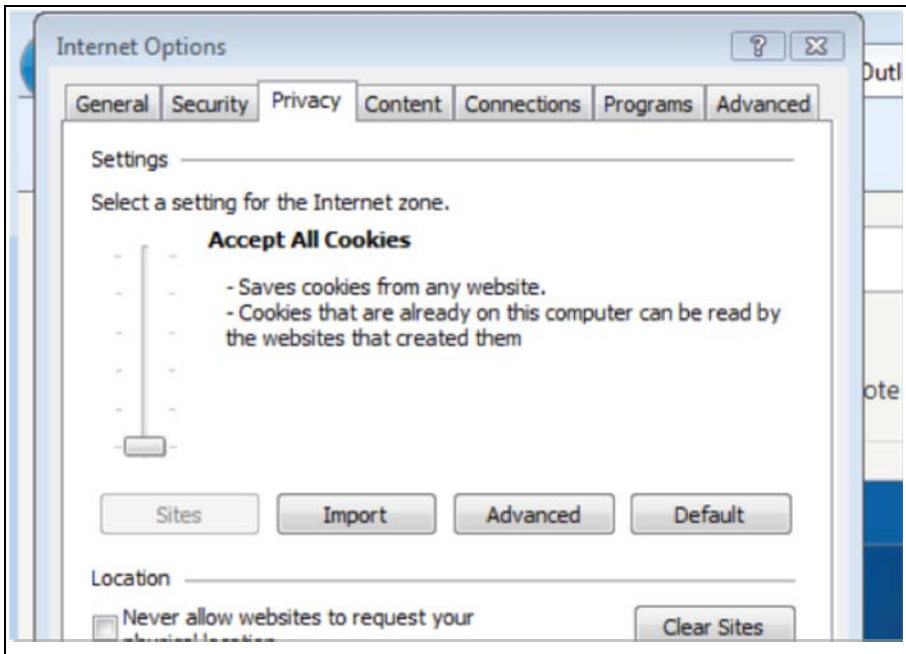 Internet Options
Outl
General Security Privacy Content Connections Programs Advanced
Settings
Select a setting for the Internet zone.
Accept All Cookies
- Saves cookies from any website.
- Cookies that are already on this computer can be read by
the websites that created them
ote
Sites Import Advanced Default
Location
Never allow websites to request your
Clear Sites
physical location